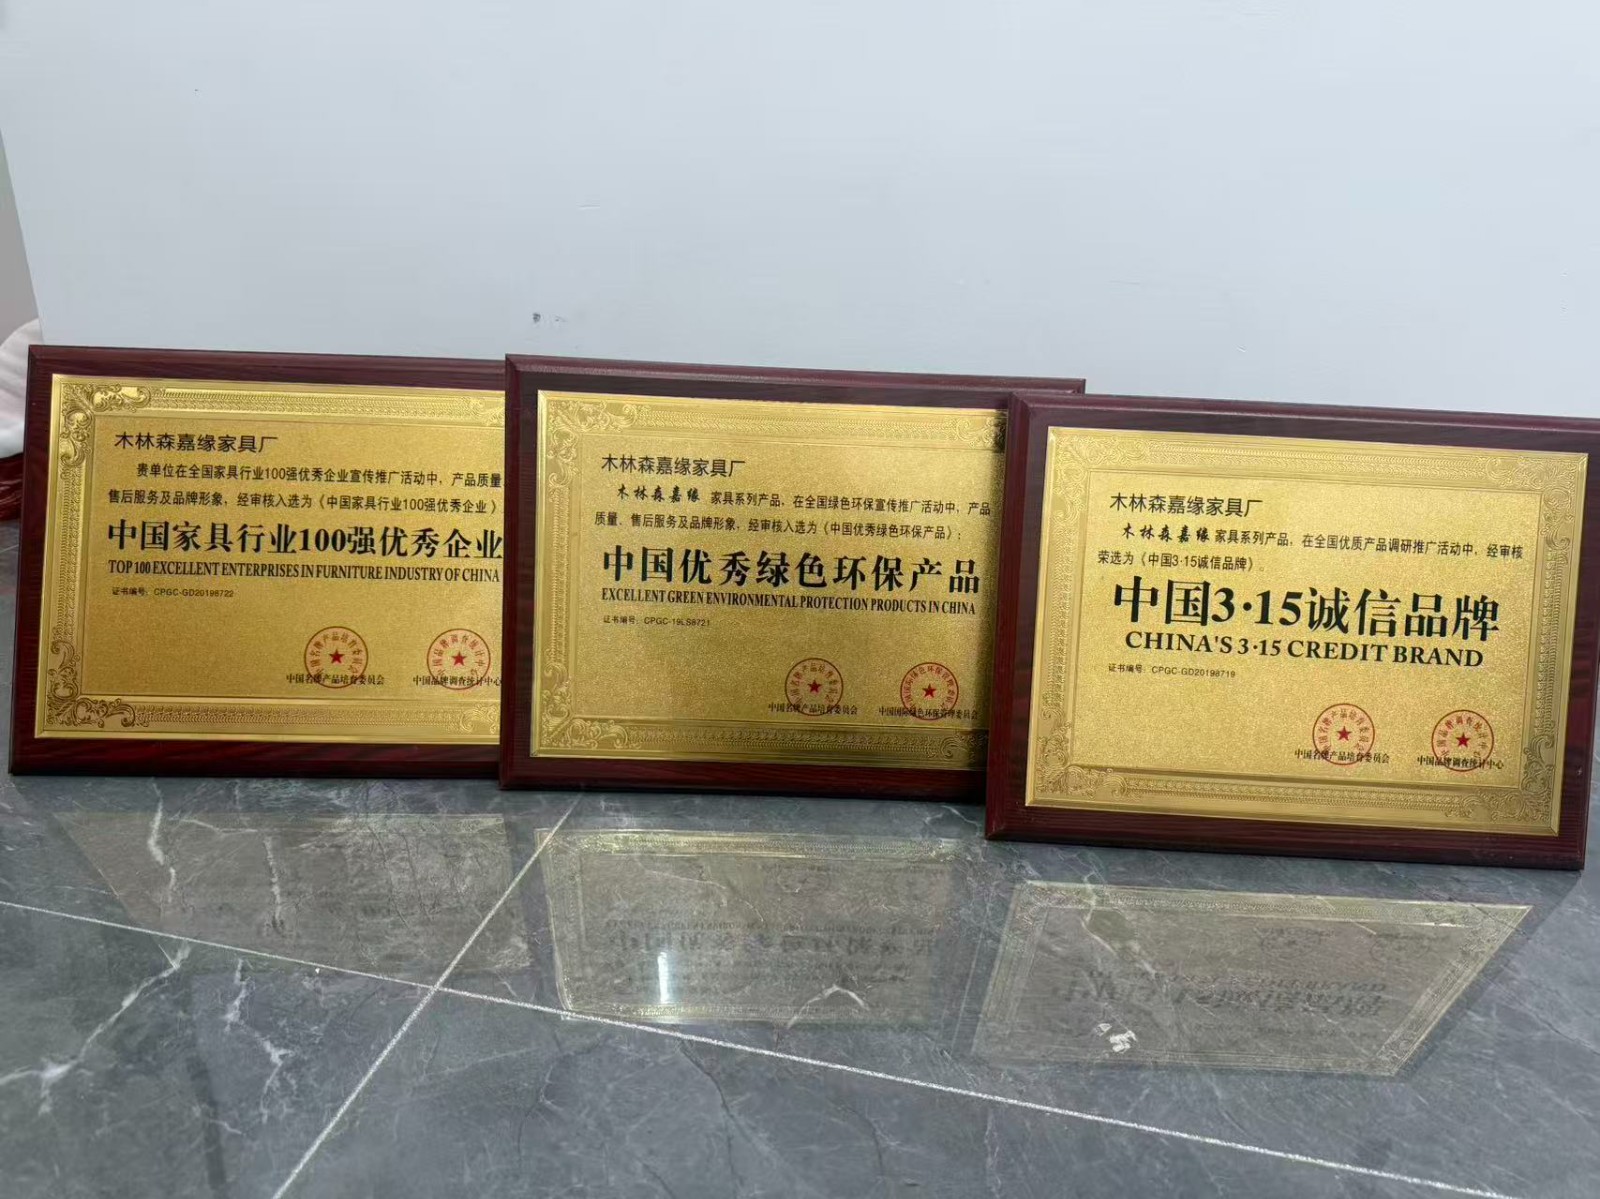 木林森嘉缘家具厂
贵单位在全国家具行业100强优秀企业宣传推广活动中，产品质量
售后服务及品牌形象，经审核入选为《中国家具行业100强优秀企业》
中国家具行业100强优秀企业
TOP 100 EXCELLENT ENTERPRISES IN FURNITURE INDUSTRY OF CHINA
证书编号：CPGC-GD20198722
中国名牌产品培育委员会
中国品牌调查统计中心
木林森嘉缘家具厂
木林森嘉缘 家具系列产品，在全国绿色环保宣传推广活动中，产品
质量、售后服务及品牌形象，经审核入选为《中国优秀绿色环保产品》：
中国优秀绿色环保产品
EXCELLENT GREEN ENVIRONMENTAL PROTECTION PRODUCTS IN CHINA
证书编号：CPGC-19LS8721
中国名牌产品培育委员会
中国国际绿色环保管理委员会
木林森嘉缘家具厂
木林森嘉缘 家具系列产品，在全国优质产品调研推广活动中，经审核
荣选为《中国3·15诚信品牌》。
中国3·15诚信品牌
CHINA'S 3·15 CREDIT BRAND
证书编号：CPGC-GD20198719
中国名牌产品培育委员会
中国品牌调查统计中心